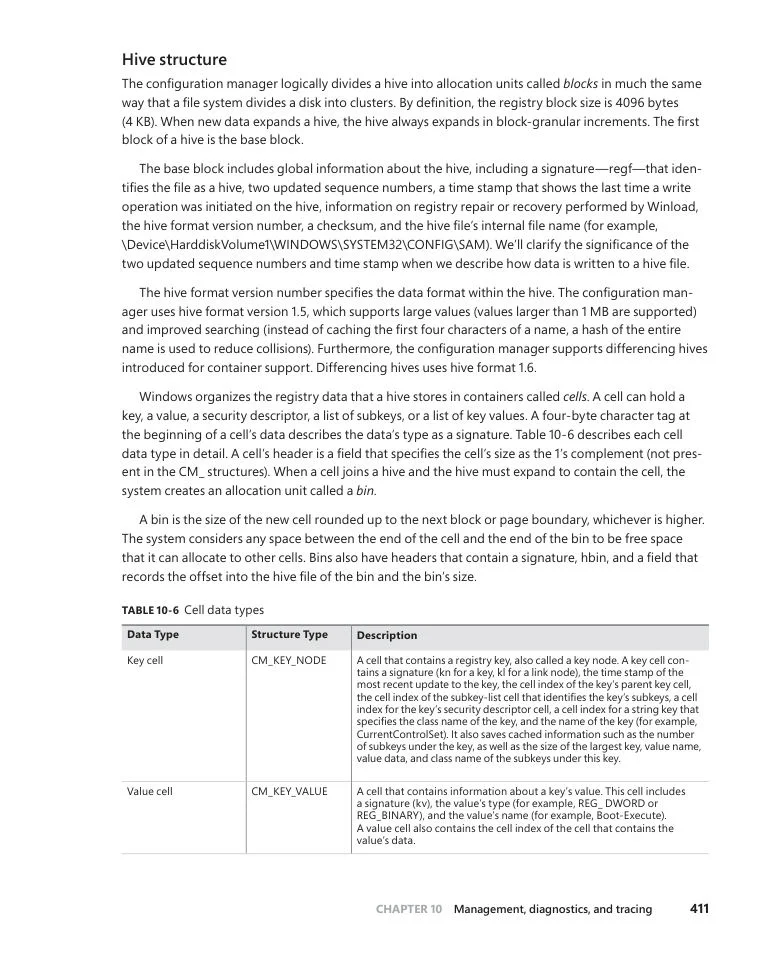 Hive structure
The configuration manager logically divides a hive into allocation units called blocks in much the same
way that a file system divides a disk into clusters. By definition, the registry block size is 4096 bytes
(4 KB). When new data expands a hive, the hive always expands in block-granular increments. The first
block of a hive is the base block.
The base block includes global information about the hive, including a signature—regf—that iden-
tifies the file as a hive, two updated sequence numbers, a time stamp that shows the last time a write
operation was initiated on the hive, information on registry repair or recovery performed by Winload,
the hive format version number, a checksum, and the hive file's internal file name (for example,
\Device\HarddiskVolume1\WINDOWS\SYSTEM32\CONFIG\SAM). We'll clarify the significance of the
two updated sequence numbers and time stamp when we describe how data is written to a hive file.
The hive format version number specifies the data format within the hive. The configuration man-
ager uses hive format version 1.5, which supports large values (values larger than 1 MB are supported)
and improved searching (instead of caching the first four characters of a name, a hash of the entire
name is used to reduce collisions). Furthermore, the configuration manager supports differencing hives
introduced for container support. Differencing hives uses hive format 1.6.
Windows organizes the registry data that a hive stores in containers called cells. A cell can hold a
key, a value, a security descriptor, a list of subkeys, or a list of key values. A four-byte character tag at
the beginning of a cell's data describes the data's type as a signature. Table 10-6 describes each cell
data type in detail. A cell's header is a field that specifies the cell's size as the 1's complement (not pres-
ent in the CM_ structures). When a cell joins a hive and the hive must expand to contain the cell, the
system creates an allocation unit called a bin.
A bin is the size of the new cell rounded up to the next block or page boundary, whichever is higher.
The system considers any space between the end of the cell and the end of the bin to be free space
that it can allocate to other cells. Bins also have headers that contain a signature, hbin, and a field that
records the offset into the hive file of the bin and the bin's size.
TABLE 10-6 Cell data types
Data Type Structure Type Description
Key cell CM_KEY_NODE A cell that contains a registry key, also called a key node. A key cell con-
tains a signature (kn for a key, kl for a link node), the time stamp of the
most recent update to the key, the cell index of the key's parent key cell,
the cell index of the subkey-list cell that identifies the key's subkeys, a cell
index for the key's security descriptor cell, a cell index for a string key that
specifies the class name of the key, and the name of the key (for example,
CurrentControlSet). It also saves cached information such as the number
of subkeys under the key, as well as the size of the largest key, value name,
value data, and class name of the subkeys under this key.
Value cell CM_KEY_VALUE A cell that contains information about a key's value. This cell includes
a signature (kv), the value's type (for example, REG_ DWORD or
REG_BINARY), and the value's name (for example, Boot-Execute).
A value cell also contains the cell index of the cell that contains the
value's data.
CHAPTER 10 Management, diagnostics, and tracing 411